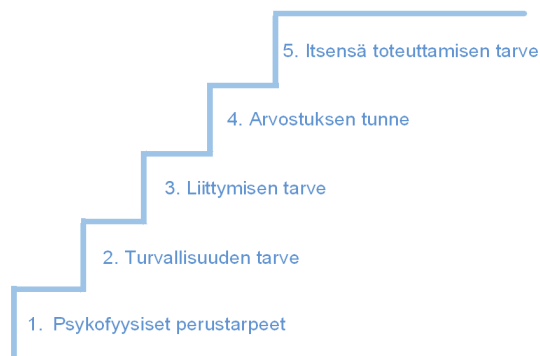 5. Itsensä toteuttamisen tarve
4. Arvostuksen tunne
3. Liittymisen tarve
2. Turvallisuuden tarve
1. Psykofyysiset perustarpeet